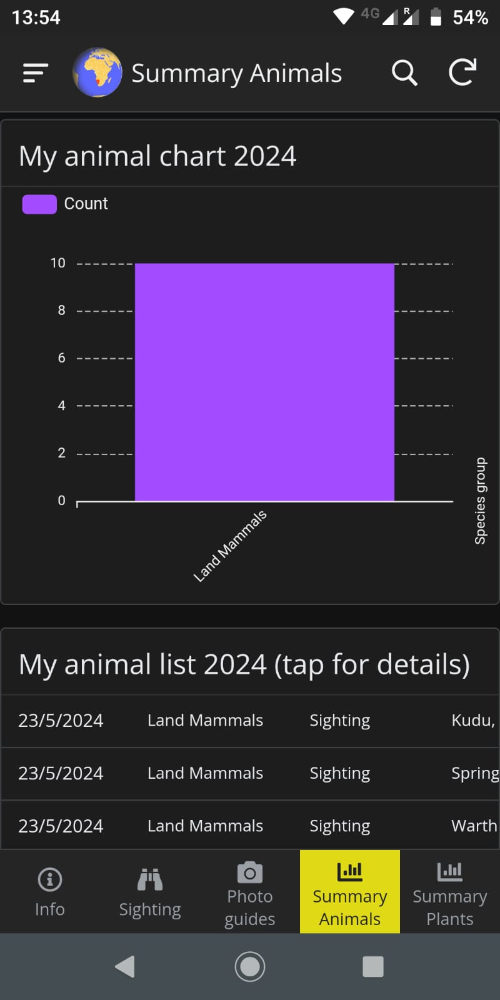 13:54 4G R 54%
Summary Animals
My animal chart 2024
Count
10
8
6
4
2
0
Land Mammals
Species group
My animal list 2024 (tap for details)
23/5/2024 Land Mammals Sighting Kudu,
23/5/2024 Land Mammals Sighting Spring
23/5/2024 Land Mammals Sighting Warth
Info
Sighting
Photo
guides
Summary
Animals
Summary
Plants